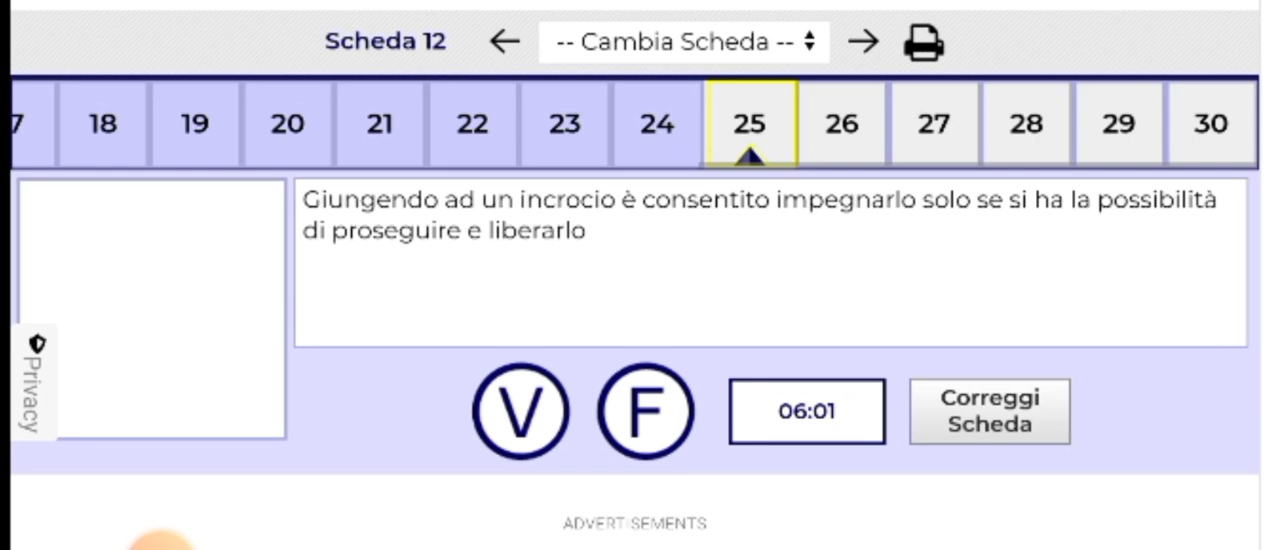 Scheda 12 ← -- Cambia Scheda -- →
7 18 19 20 21 22 23 24 25 26 27 28 29 30
Giungendo ad un incrocio è consentito impegnarlo solo se si ha la possibilità
di proseguire e liberarlo
Privacy
V F 06:01 Correggi
Scheda
ADVERTISEMENTS